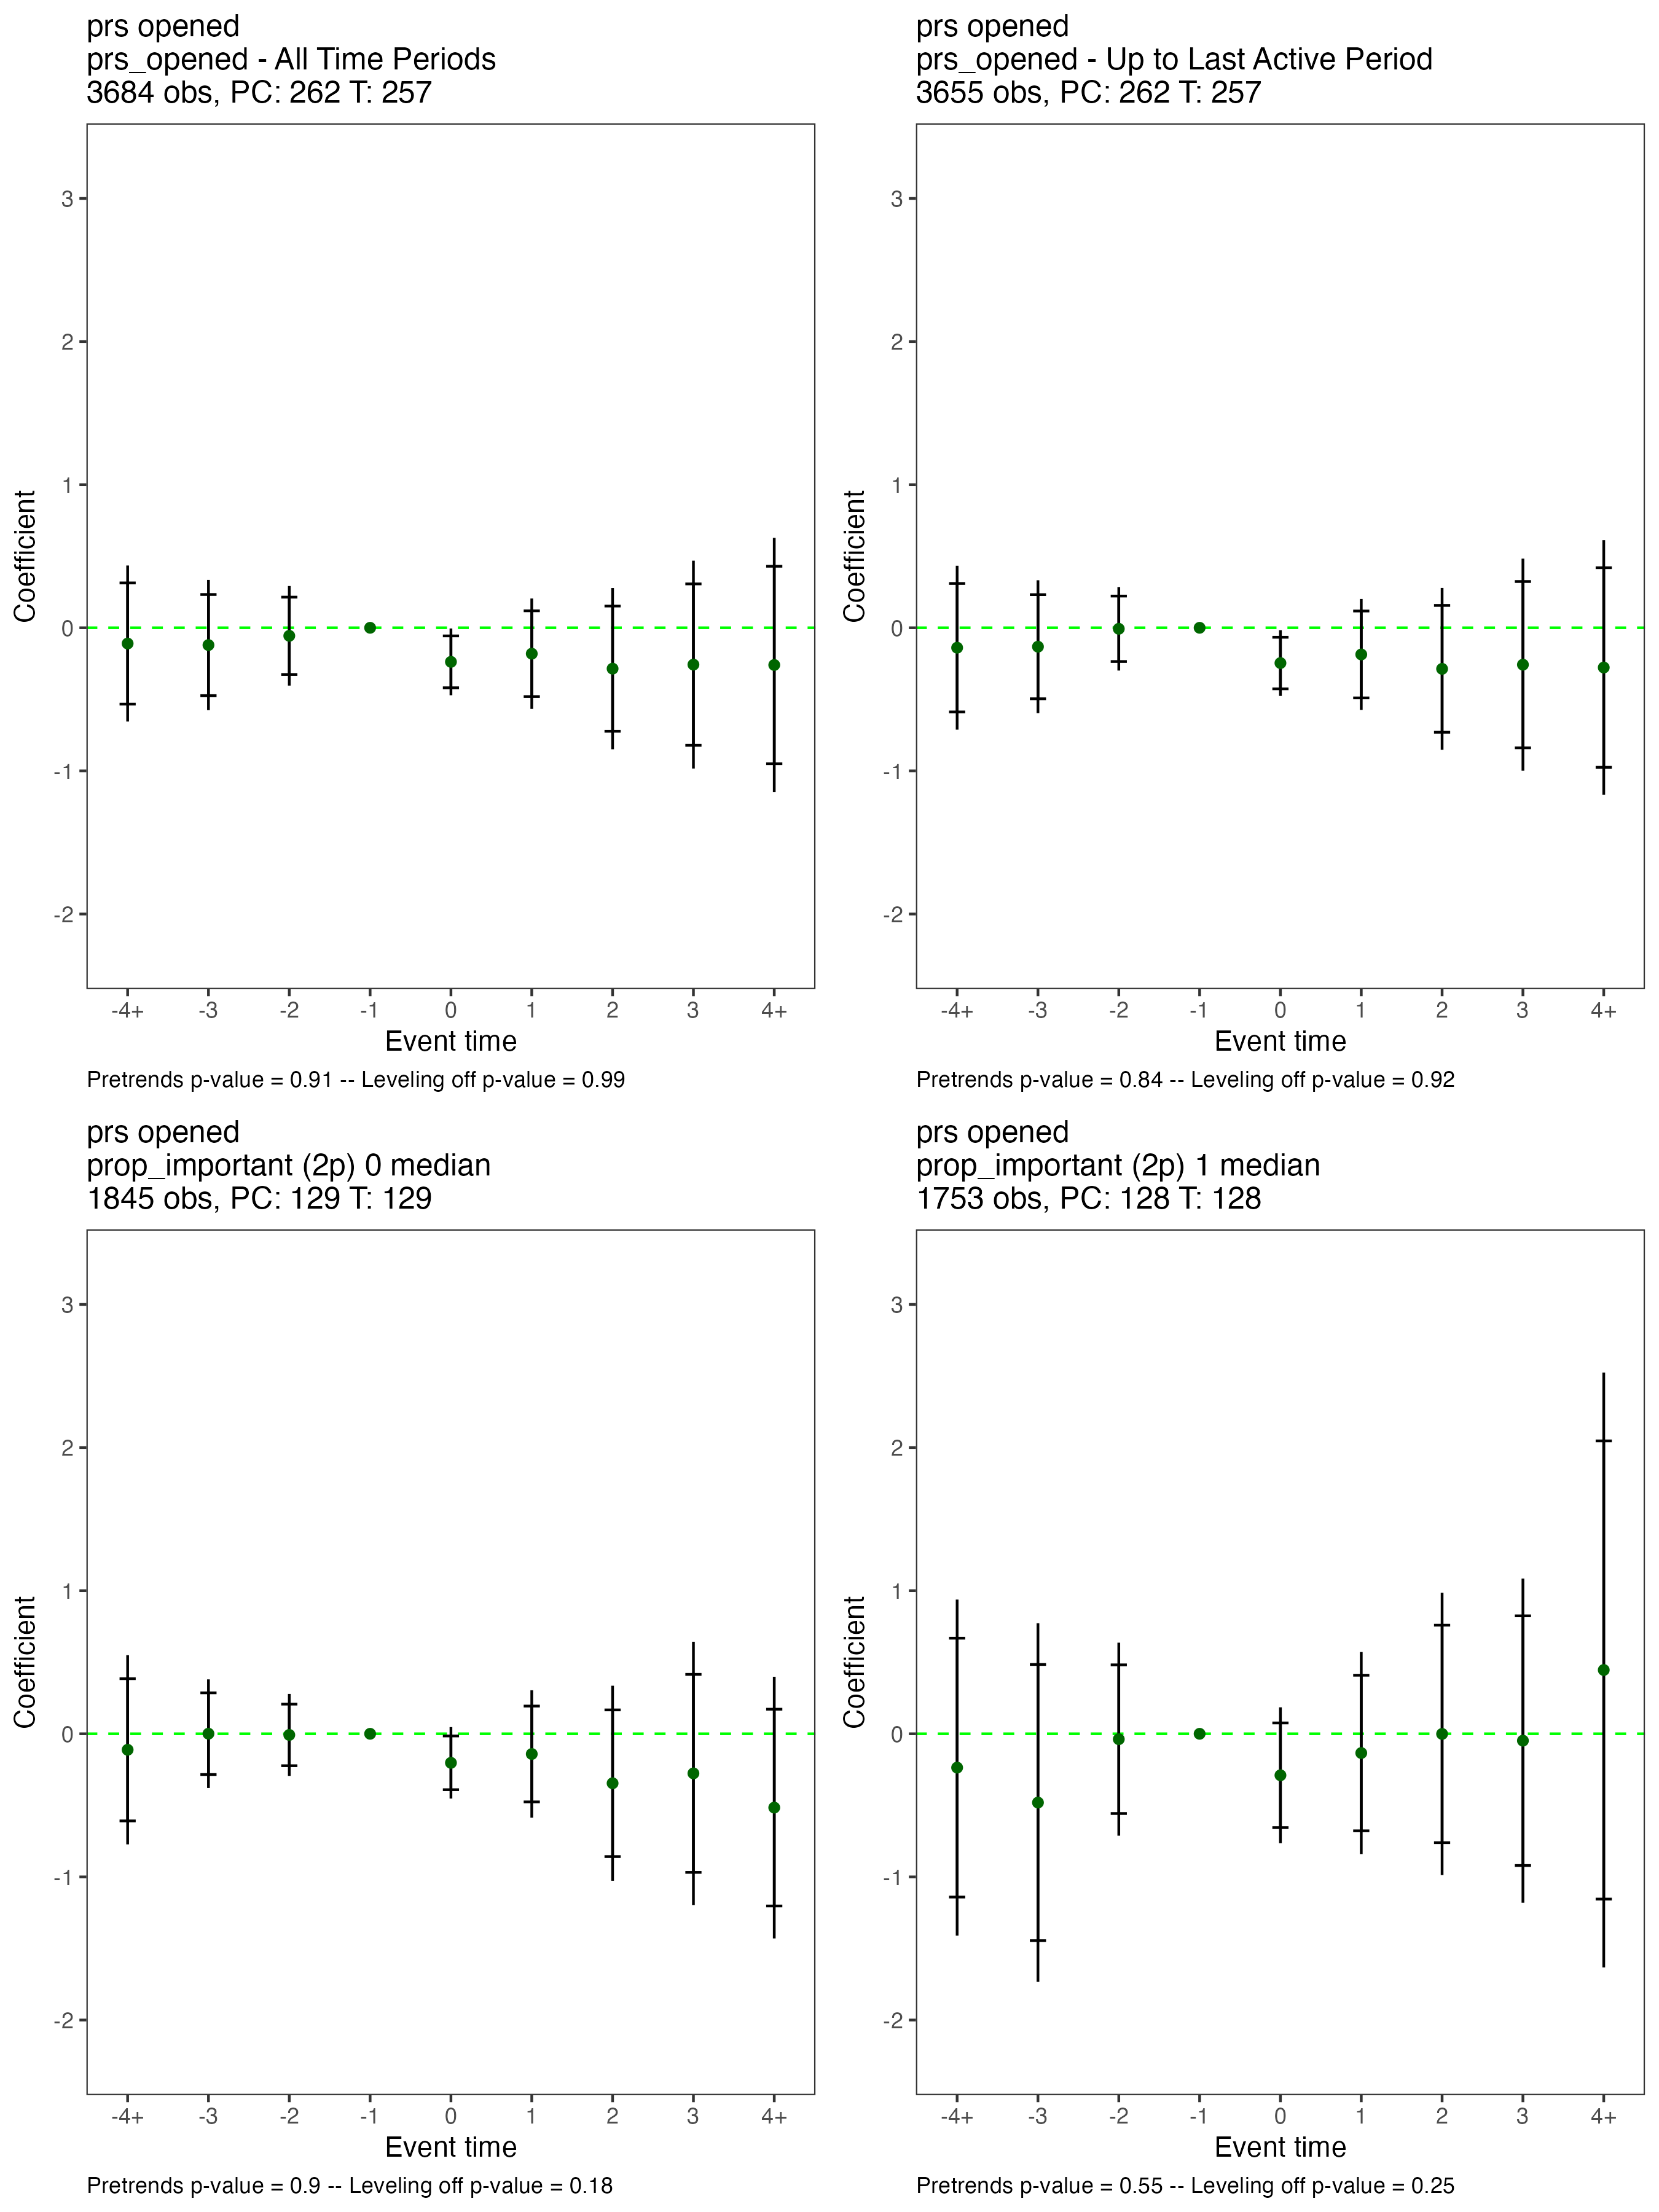 prs opened
prs_opened - All Time Periods
3684 obs, PC: 262 T: 257
Coefficient
3
2
1
0
-1
-2
-4+ -3 -2 -1 0 1 2 3 4+
Event time
Pretrends p-value = 0.91 -- Leveling off p-value = 0.99
prs opened
prs_opened - Up to Last Active Period
3655 obs, PC: 262 T: 257
Coefficient
3
2
1
0
-1
-2
-4+ -3 -2 -1 0 1 2 3 4+
Event time
Pretrends p-value = 0.84 -- Leveling off p-value = 0.92
prs opened
prop_important (2p) 0 median
1845 obs, PC: 129 T: 129
Coefficient
3
2
1
0
-1
-2
-4+ -3 -2 -1 0 1 2 3 4+
Event time
Pretrends p-value = 0.9 -- Leveling off p-value = 0.18
prs opened
prop_important (2p) 1 median
1753 obs, PC: 128 T: 128
Coefficient
3
2
1
0
-1
-2
-4+ -3 -2 -1 0 1 2 3 4+
Event time
Pretrends p-value = 0.55 -- Leveling off p-value = 0.25